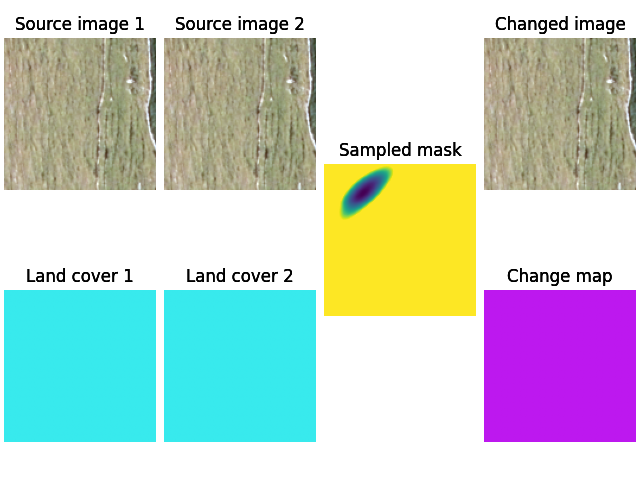 Source image 1
Source image 2
Changed image
Sampled mask
Land cover 1
Land cover 2
Change map